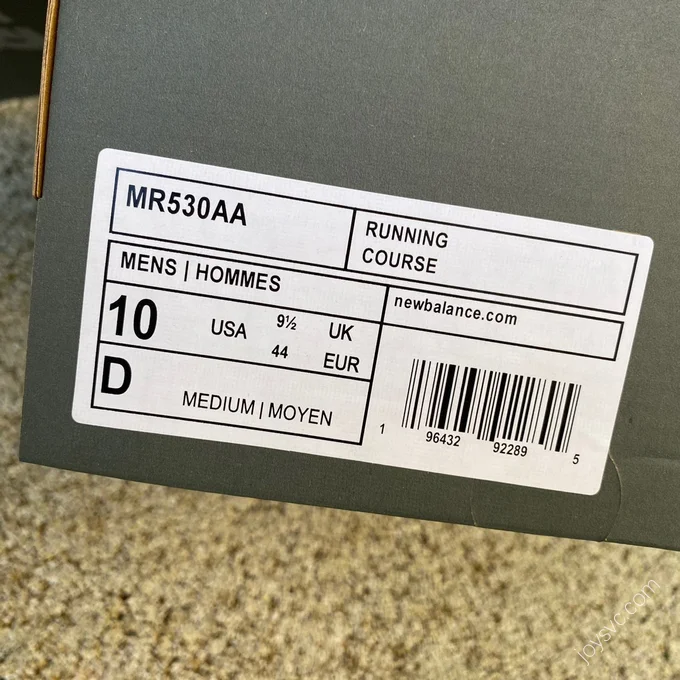 MR530AA
RUNNING
COURSE
MENS | HOMMES
newbalance.com
10 USA 9½ UK
44 EUR
D MEDIUM | MOYEN
1 96432 92289 5
joysvc.com